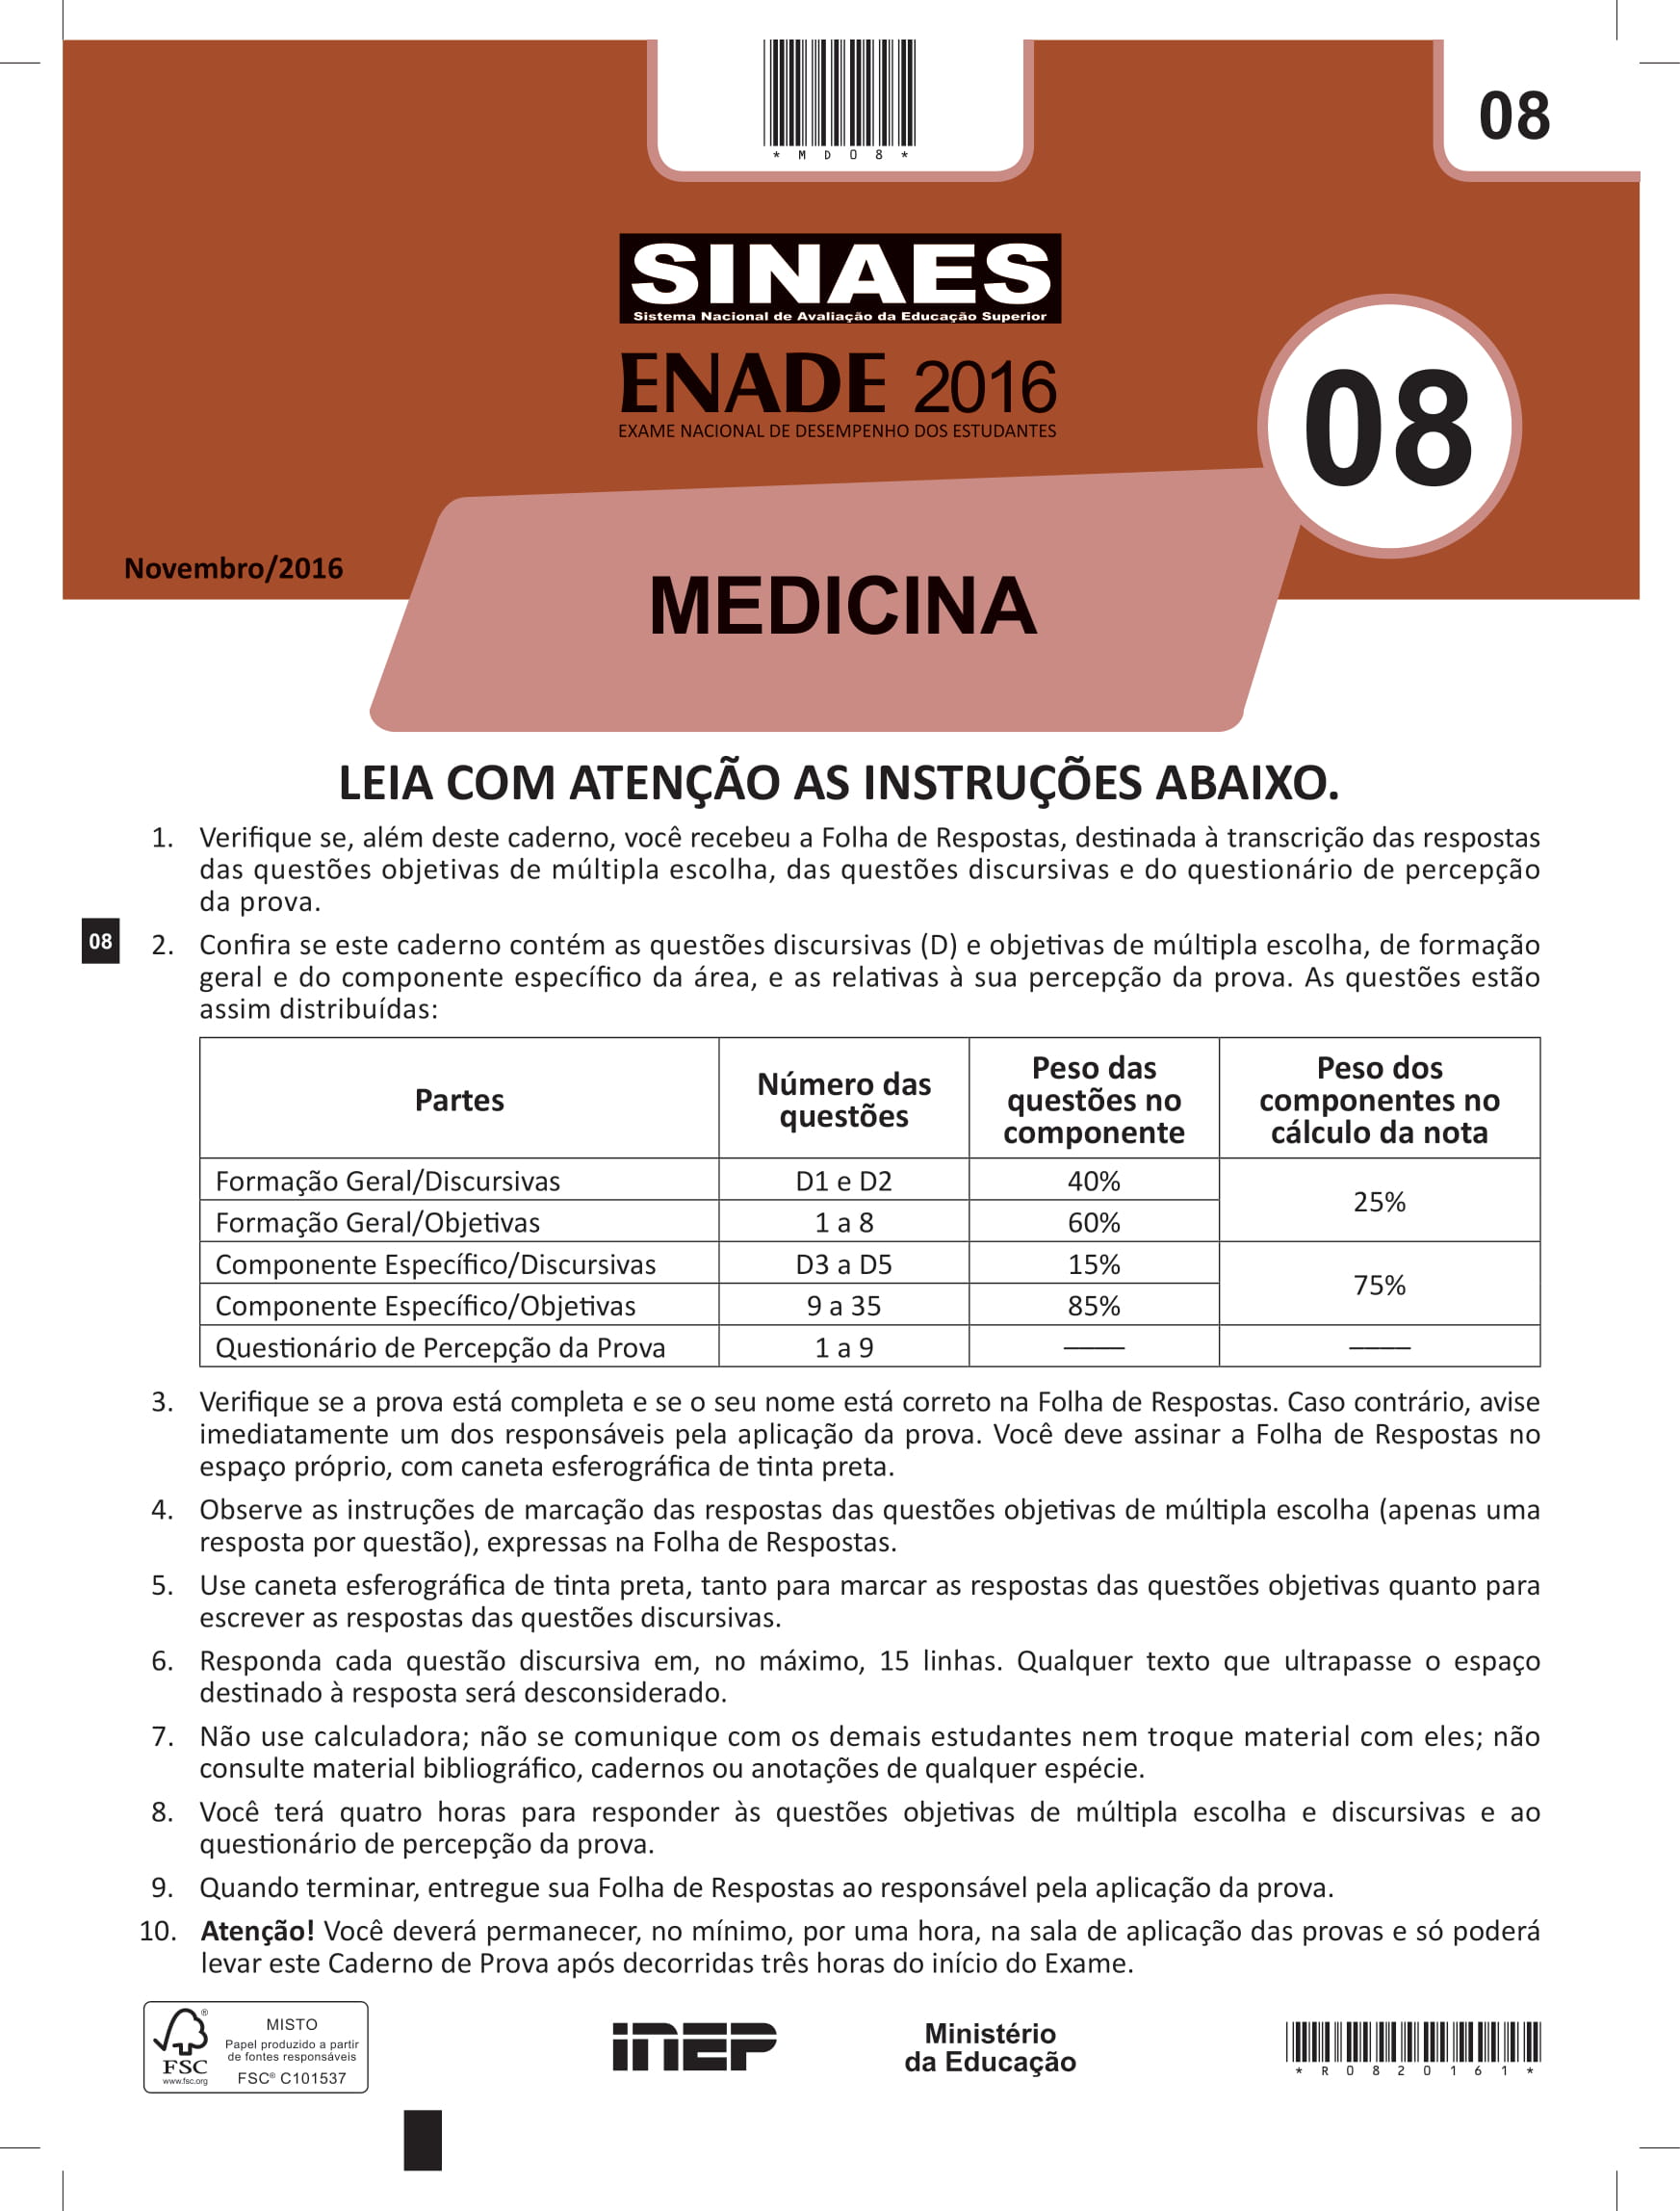 * M D 0 8 *
08
SINAES
Sistema Nacional de Avaliação da Educação Superior
ENADE 2016
EXAME NACIONAL DE DESEMPENHO DOS ESTUDANTES
08
Novembro/2016
MEDICINA
LEIA COM ATENÇÃO AS INSTRUÇÕES ABAIXO.
1. Verifique se, além deste caderno, você recebeu a Folha de Respostas, destinada à transcrição das respostas
das questões objetivas de múltipla escolha, das questões discursivas e do questionário de percepção
da prova.
08
2. Confira se este caderno contém as questões discursivas (D) e objetivas de múltipla escolha, de formação
geral e do componente específico da área, e as relativas à sua percepção da prova. As questões estão
assim distribuídas:
Partes
Número das
questões
Peso das
questões no
componente
Peso dos
componentes no
cálculo da nota
Formação Geral/Discursivas D1 e D2 40%
25%
Formação Geral/Objetivas 1 a 8 60%
Componente Específico/Discursivas D3 a D5 15%
75%
Componente Específico/Objetivas 9 a 35 85%
Questionário de Percepção da Prova 1 a 9 —— ——
3. Verifique se a prova está completa e se o seu nome está correto na Folha de Respostas. Caso contrário, avise
imediatamente um dos responsáveis pela aplicação da prova. Você deve assinar a Folha de Respostas no
espaço próprio, com caneta esferográfica de tinta preta.
4. Observe as instruções de marcação das respostas das questões objetivas de múltipla escolha (apenas uma
resposta por questão), expressas na Folha de Respostas.
5. Use caneta esferográfica de tinta preta, tanto para marcar as respostas das questões objetivas quanto para
escrever as respostas das questões discursivas.
6. Responda cada questão discursiva em, no máximo, 15 linhas. Qualquer texto que ultrapasse o espaço
destinado à resposta será desconsiderado.
7. Não use calculadora; não se comunique com os demais estudantes nem troque material com eles; não
consulte material bibliográfico, cadernos ou anotações de qualquer espécie.
8. Você terá quatro horas para responder às questões objetivas de múltipla escolha e discursivas e ao
questionário de percepção da prova.
9. Quando terminar, entregue sua Folha de Respostas ao responsável pela aplicação da prova.
10. Atenção! Você deverá permanecer, no mínimo, por uma hora, na sala de aplicação das provas e só poderá
levar este Caderno de Prova após decorridas três horas do início do Exame.
®
FSC
www.fsc.org
MISTO
Papel produzido a partir
de fontes responsáveis
FSC® C101537
INEP
Ministério
da Educação
* R 0 8 2 0 1 6 1 *